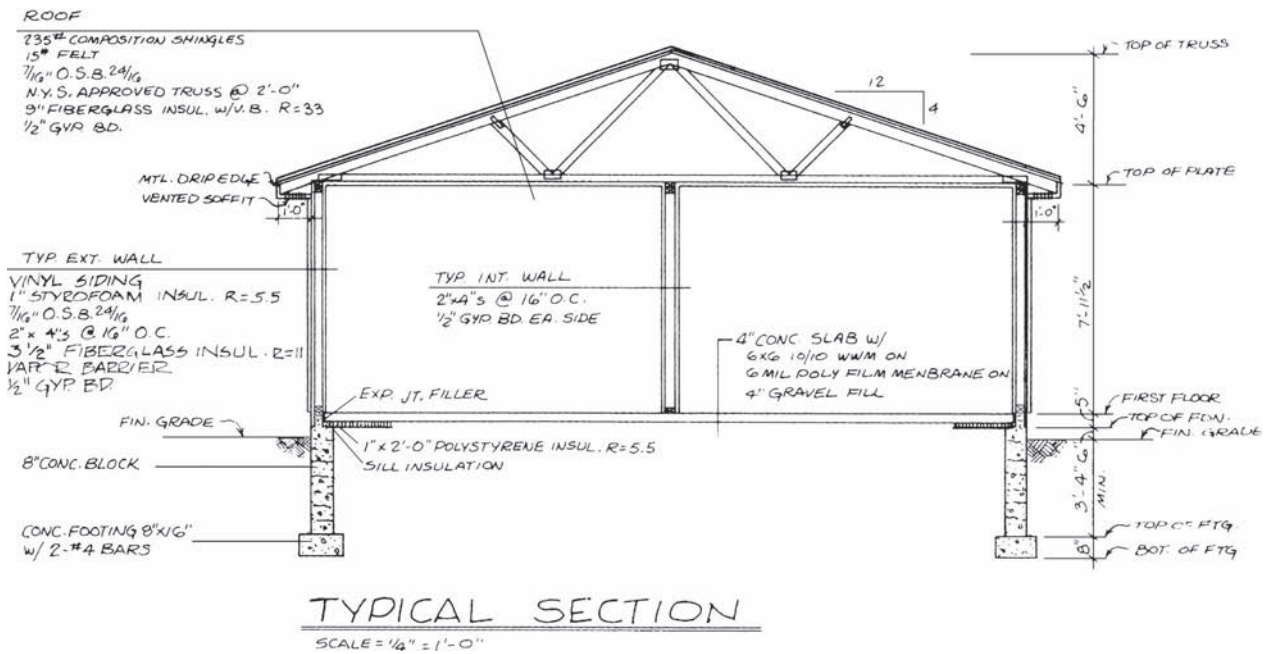 ROOF
235# COMPOSITION SHINGLES
15# FELT
7/16" O.S.B. 24/16
N.Y.S. APPROVED TRUSS @ 2'-0"
9" FIBERGLASS INSUL. W/V.B. R=33
1/2" GYP. BD.
TOP OF TRUSS
12
4
4'-6"
MTL. DRIP EDGE
VENTED SOFFIT
1'-0"
TOP OF PLATE
1'-0"
TYP. EXT. WALL
VINYL SIDING
1" STYROFOAM INSUL. R=5.5
7/16" O.S.B. 24/16
2" x 4"s @ 16" O.C.
3 1/2" FIBERGLASS INSUL. R=11
VAPOR BARRIER
1/2" GYP. BD.
TYP. INT. WALL
2"x4"s @ 16" O.C.
1/2" GYP. BD. EA. SIDE
7'-11 1/2"
4" CONC. SLAB W/
6x6 10/10 WWM ON
6 MIL POLY FILM MENBRANE ON
4" GRAVEL FILL
EXP. JT. FILLER
5"
FIRST FLOOR
TOP OF FDN.
FIN. GRADE
FIN. GRADE
6"
1" x 2'-0" POLYSTYRENE INSUL. R=5.5
SILL INSULATION
8" CONC. BLOCK
3'-4"
MIN.
CONC. FOOTING 8"x16"
W/ 2-#4 BARS
TOP OF FTG.
8"
BOT. OF FTG
TYPICAL SECTION
SCALE = 1/4" = 1'-0"